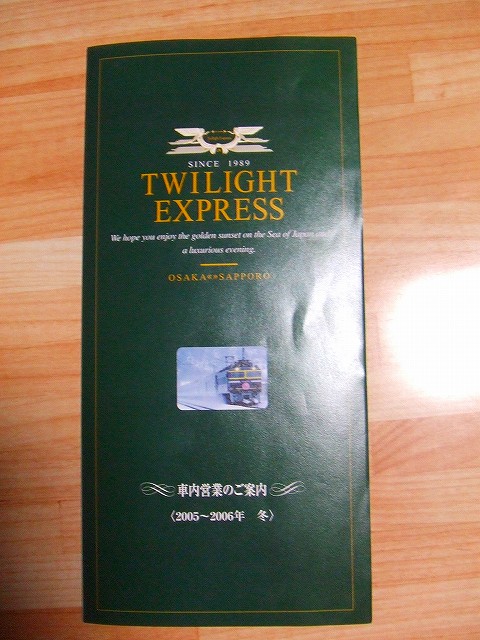 SINCE 1989
TWILIGHT
EXPRESS
We hope you enjoy the golden sunset on the Sea of Japan and
a luxurious evening.
OSAKA⇔SAPPORO
車内営業のご案内
〈2005〜2006年 冬〉